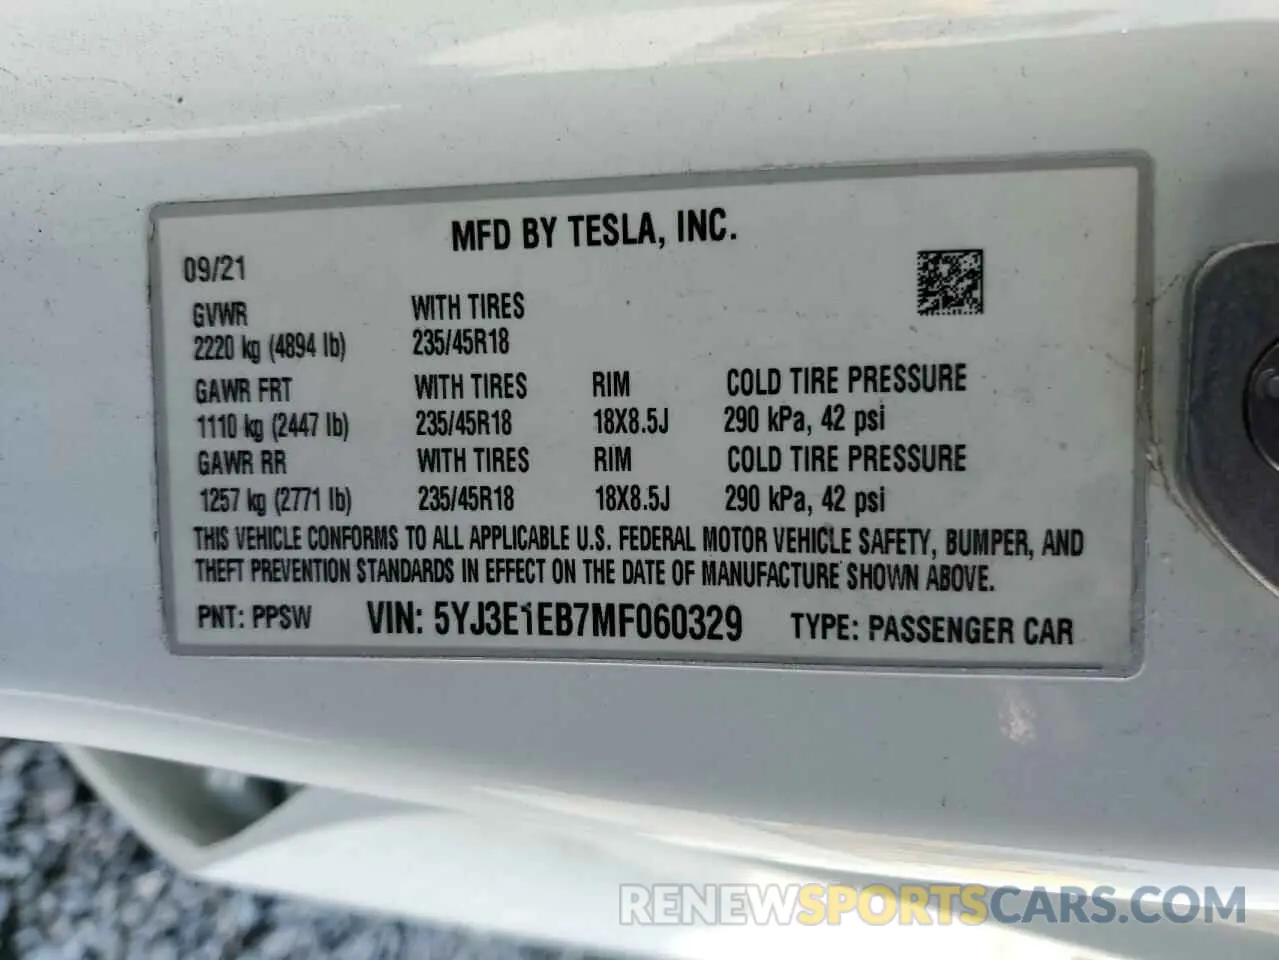 MFD BY TESLA, INC.
09/21
GVWR WITH TIRES
2220 kg (4894 lb) 235/45R18
GAWR FRT WITH TIRES RIM COLD TIRE PRESSURE
1110 kg (2447 lb) 235/45R18 18X8.5J 290 kPa, 42 psi
GAWR RR WITH TIRES RIM COLD TIRE PRESSURE
1257 kg (2771 lb) 235/45R18 18X8.5J 290 kPa, 42 psi
THIS VEHICLE CONFORMS TO ALL APPLICABLE U.S. FEDERAL MOTOR VEHICLE SAFETY, BUMPER, AND
THEFT PREVENTION STANDARDS IN EFFECT ON THE DATE OF MANUFACTURE SHOWN ABOVE.
PNT: PPSW VIN: 5YJ3E1EB7MF060329 TYPE: PASSENGER CAR
RENEWSPORTSCARS.COM